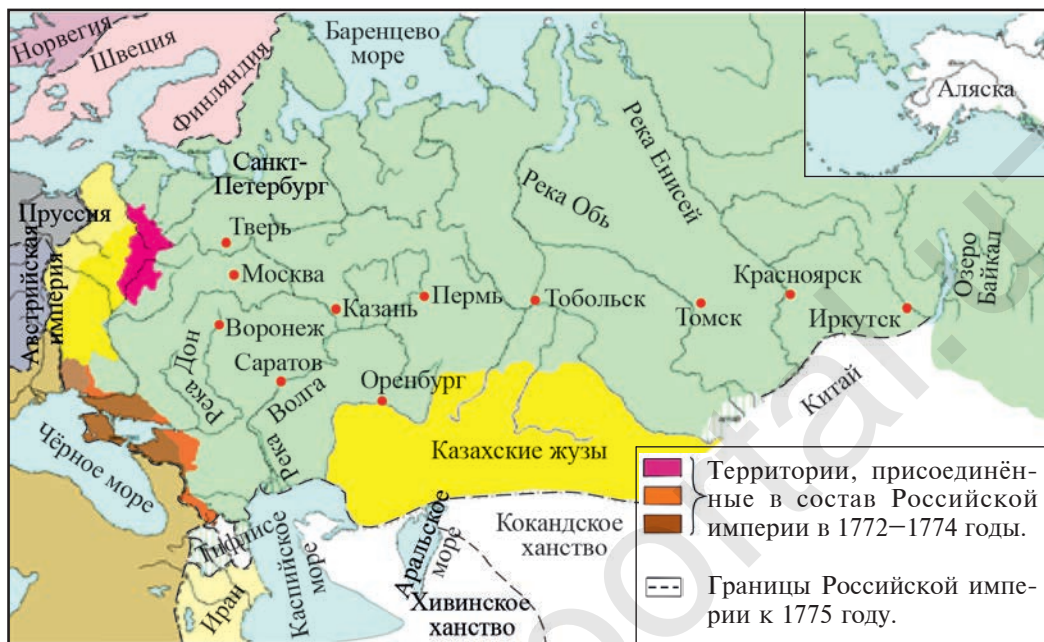 Норвегия
Швеция
Финляндия
Баренцево
море
Река Енисей
Река Обь
Аляска
Санкт-
Петербург
Пруссия
Австрийская
империя
Тверь
Москва
Казань
Пермь
Тобольск
Томск
Красноярск
Иркутск
Озеро
Байкал
Воронеж
Саратов
Река Дон
Река Волга
Оренбург
Китай
Казахские жузы
Чёрное море
Тифлис
Иран
Каспийское
море
Аральское
море
Кокандское
ханство
Хивинское
ханство
Территории, присоединён-
ные в состав Российской
империи в 1772–1774 годы.
Границы Российской импе-
рии к 1775 году.